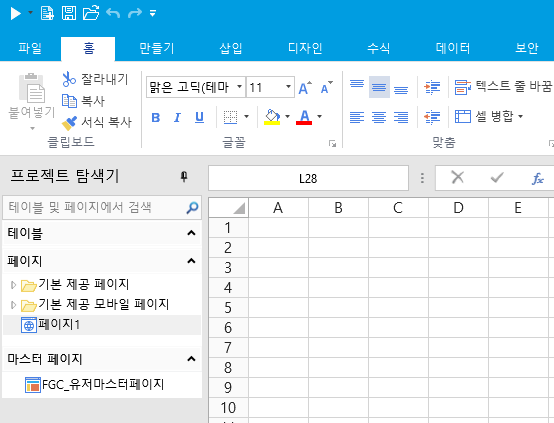 파일 홈 만들기 삽입 디자인 수식 데이터 보안
붙여넣기
잘라내기
복사
서식 복사
클립보드
맑은 고딕(테마 11 A A
B I U A
글꼴
텍스트 줄 바꿈
셀 병합
맞춤
프로젝트 탐색기
L28
fx
테이블 및 페이지에서 검색
테이블
페이지
기본 제공 페이지
기본 제공 모바일 페이지
페이지1
마스터 페이지
FGC_유저마스터페이지
A B C D E
1
2
3
4
5
6
7
8
9
10